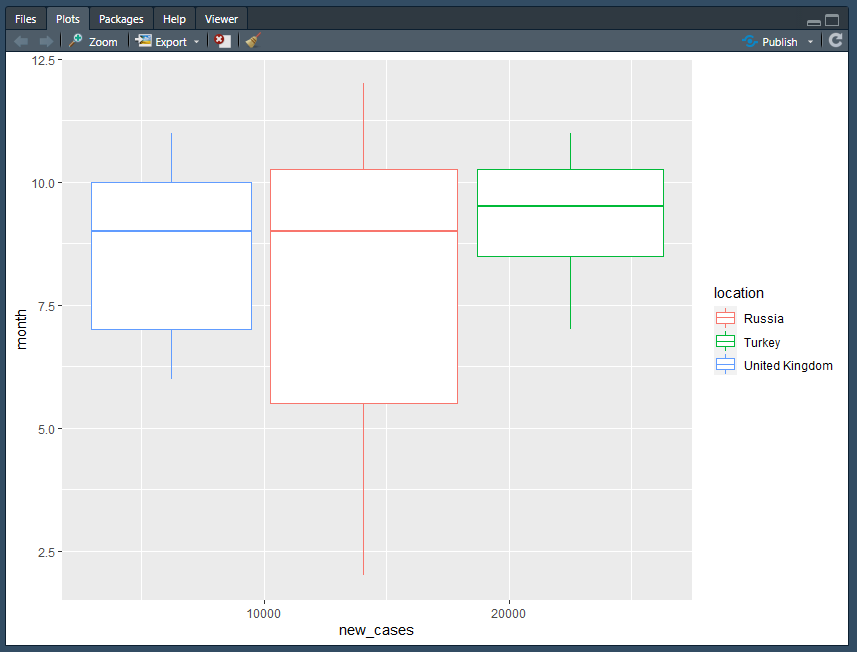 Files Plots Packages Help Viewer
Zoom Export Publish
12.5
10.0
7.5
5.0
2.5
month
10000 20000
new_cases
location
Russia
Turkey
United Kingdom